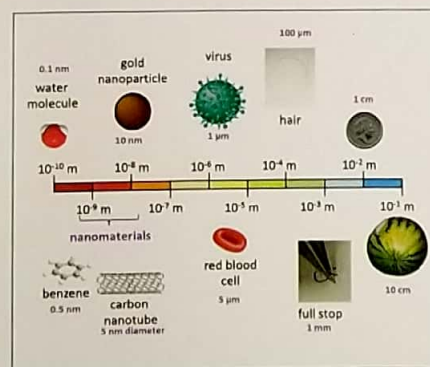 100 μm
virus
gold
nanoparticle
0.1 nm
water
molecule
1 cm
10 nm
1 μm
hair
10-10 m
10-8 m
10-6 m
10-4 m
10-2 m
10-9 m
10-7 m
10-5 m
10-3 m
10-1 m
nanomaterials
red blood
cell
benzene
0.5 nm
carbon
nanotube
5 nm diameter
5 μm
full stop
1 mm
10 cm